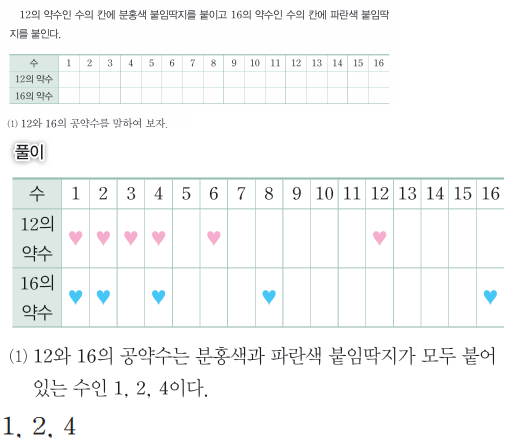 12의 약수인 수의 칸에 분홍색 붙임딱지를 붙이고 16의 약수인 수의 칸에 파란색 붙임딱
지를 붙인다.
수 1 2 3 4 5 6 7 8 9 10 11 12 13 14 15 16
12의 약수
16의 약수
(1) 12와 16의 공약수를 말하여 보자.
풀이
수 1 2 3 4 5 6 7 8 9 10 11 12 13 14 15 16
12의
약수
16의
약수
(1) 12와 16의 공약수는 분홍색과 파란색 붙임딱지가 모두 붙어
있는 수인 1, 2, 4이다.
1, 2, 4